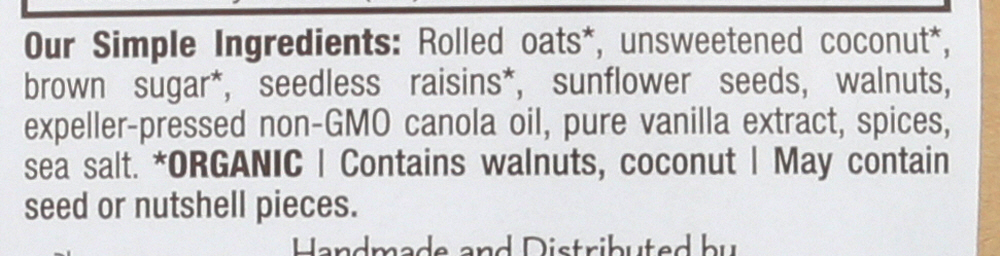 Our Simple Ingredients: Rolled oats*, unsweetened coconut*,
brown sugar*, seedless raisins*, sunflower seeds, walnuts,
expeller-pressed non-GMO canola oil, pure vanilla extract, spices,
sea salt. *ORGANIC | Contains walnuts, coconut | May contain
seed or nutshell pieces.
Handmade and Distributed by